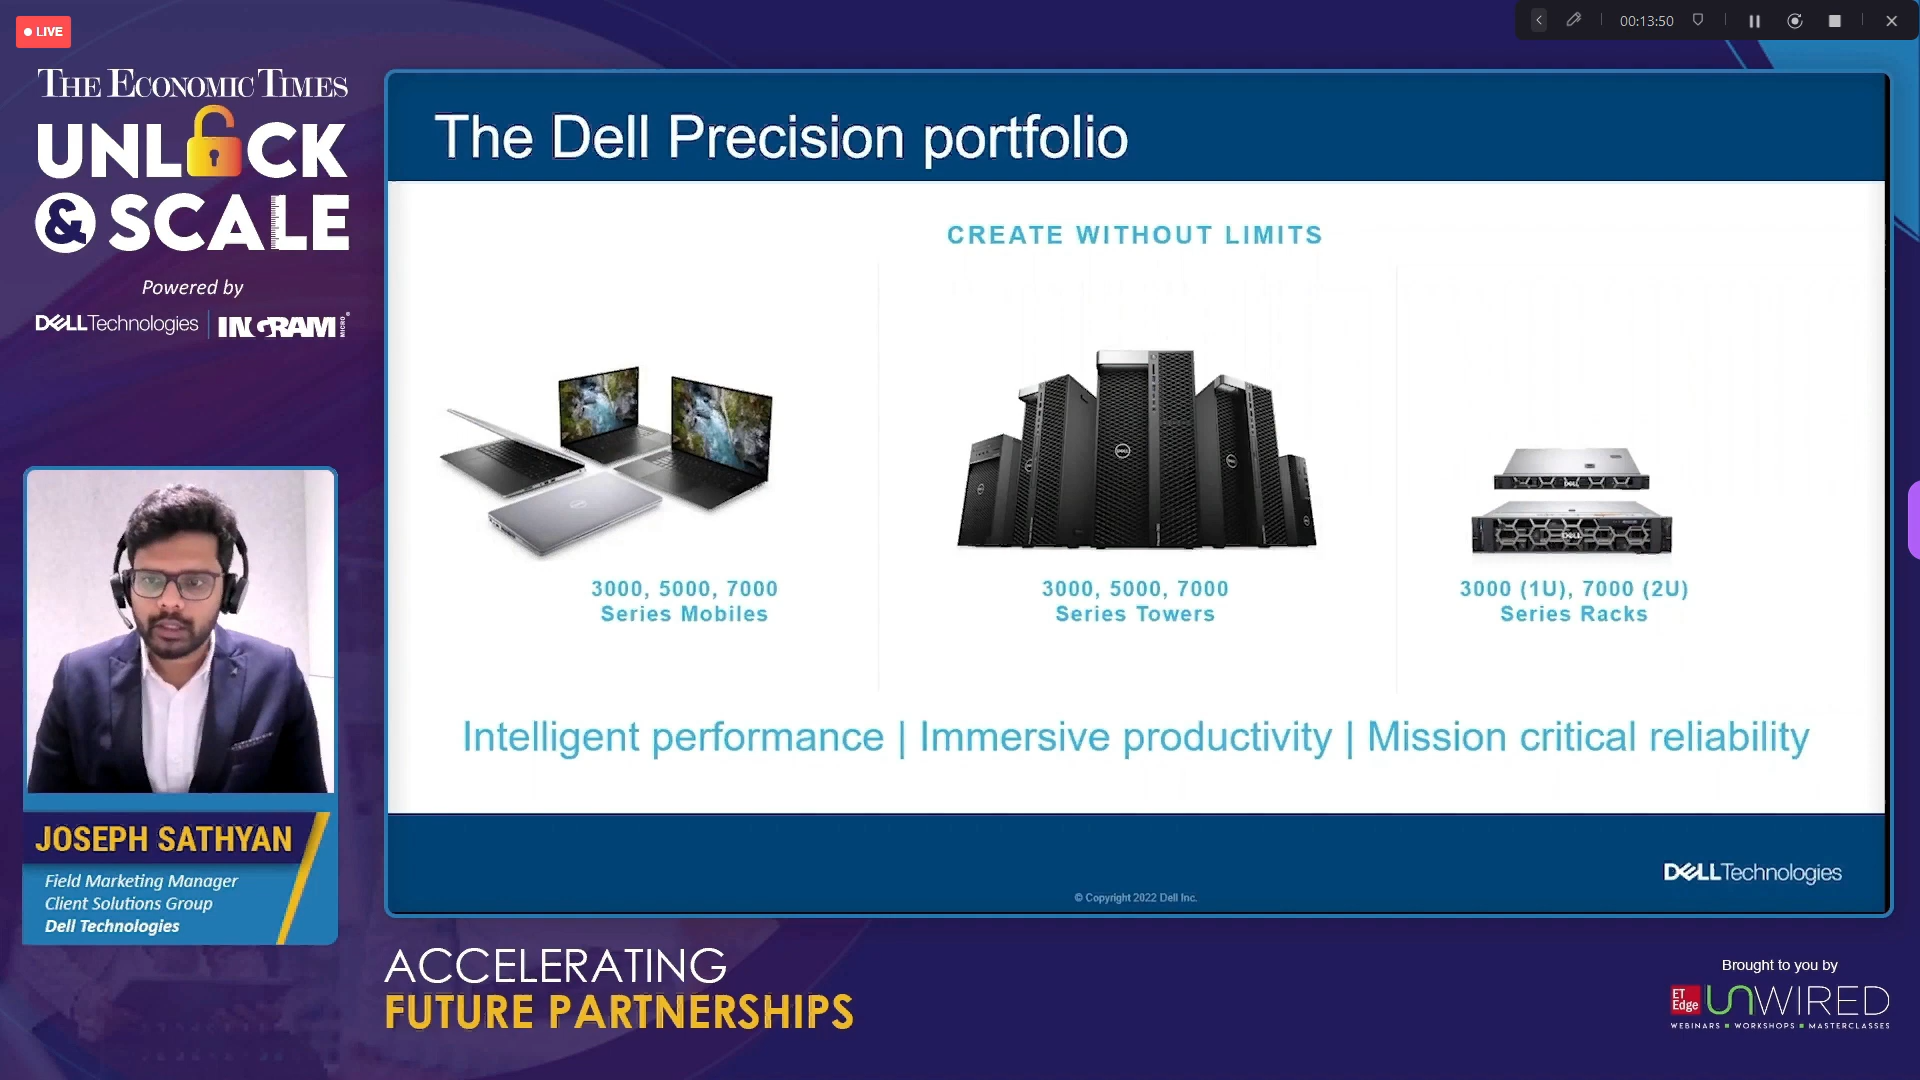 LIVE
00:13:50
THE ECONOMIC TIMES
UNLOCK
& SCALE
Powered by
DELLTechnologies | INGRAM MICRO
The Dell Precision portfolio
CREATE WITHOUT LIMITS
3000, 5000, 7000
Series Mobiles
3000, 5000, 7000
Series Towers
3000 (1U), 7000 (2U)
Series Racks
Intelligent performance | Immersive productivity | Mission critical reliability
DELLTechnologies
© Copyright 2022 Dell Inc.
JOSEPH SATHYAN
Field Marketing Manager
Client Solutions Group
Dell Technologies
ACCELERATING
FUTURE PARTNERSHIPS
Brought to you by
ET Edge UNWIRED
WEBINARS ▪ WORKSHOPS ▪ MASTERCLASSES